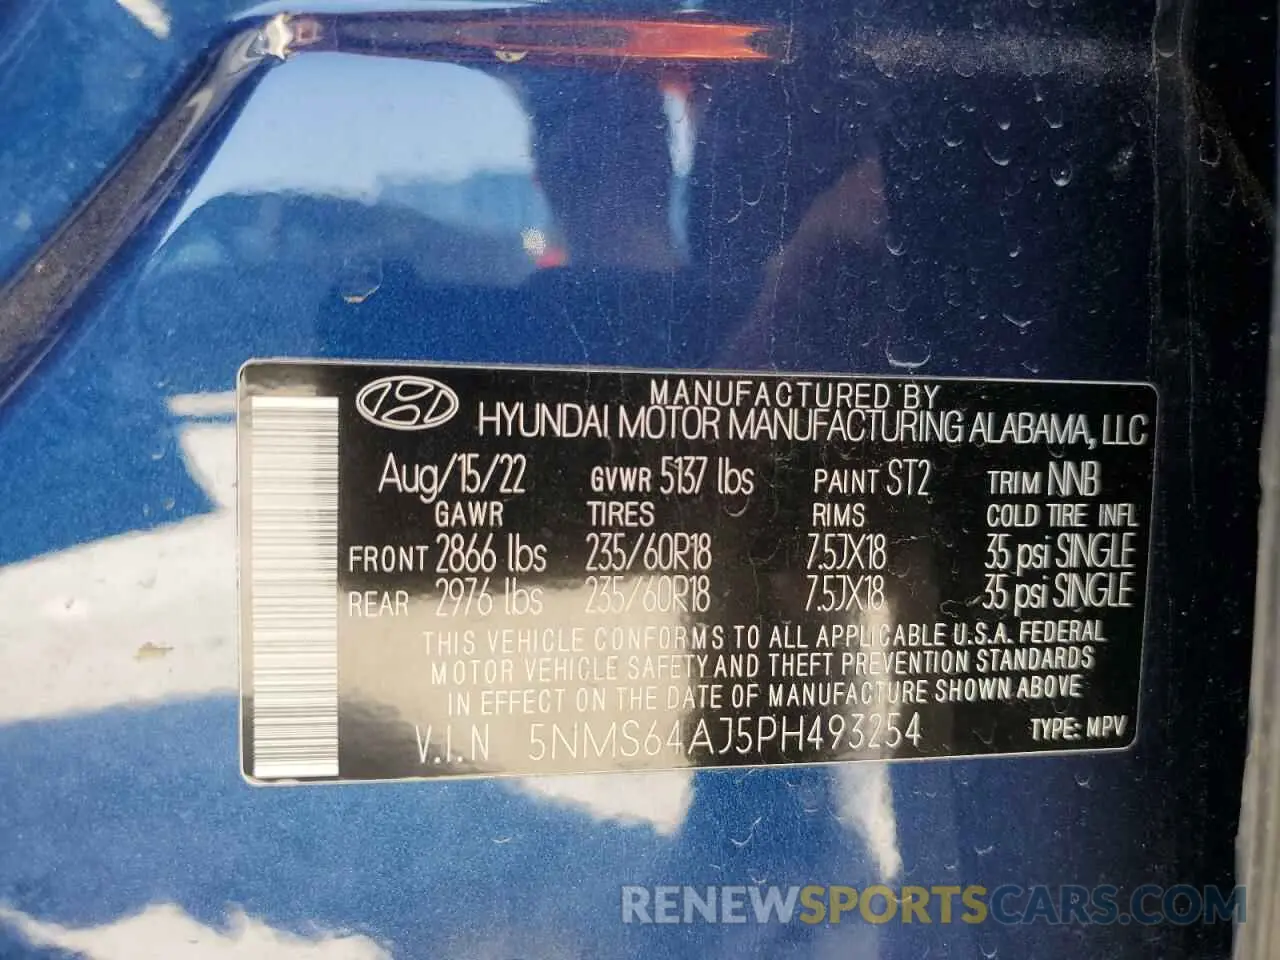 MANUFACTURED BY
HYUNDAI MOTOR MANUFACTURING ALABAMA, LLC
Aug/15/22 GVWR 5137 lbs PAINT ST2 TRIM NNB
GAWR TIRES RIMS COLD TIRE INFL
FRONT 2866 lbs 235/60R18 7.5JX18 35 psi SINGLE
REAR 2976 lbs 235/60R18 7.5JX18 35 psi SINGLE
THIS VEHICLE CONFORMS TO ALL APPLICABLE U.S.A. FEDERAL
MOTOR VEHICLE SAFETY AND THEFT PREVENTION STANDARDS
IN EFFECT ON THE DATE OF MANUFACTURE SHOWN ABOVE
V.I.N 5NMS64AJ5PH493254 TYPE: MPV
RENEWSPORTSCARS.COM